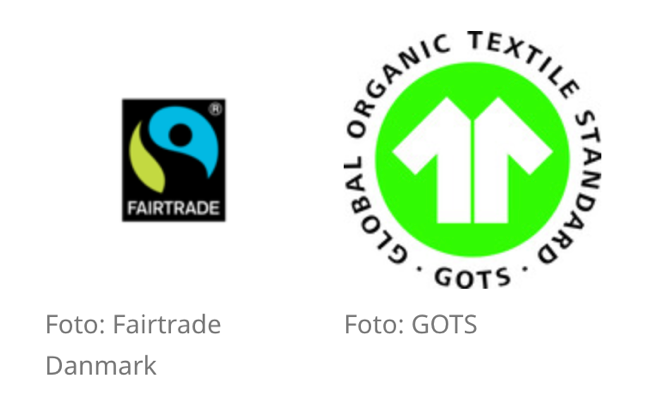 FAIRTRADE
®
GLOBAL ORGANIC TEXTILE STANDARD
· GOTS ·
Foto: Fairtrade
Danmark
Foto: GOTS